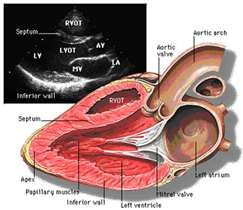 RVOT
Septum
LV
LVOT
AV
MV
LA
Inferior wall
Aortic arch
Aortic
valve
RVOT
Septum
Apex
Papillary muscles
Inferior wall
Left ventricle
Mitral valve
Left atrium